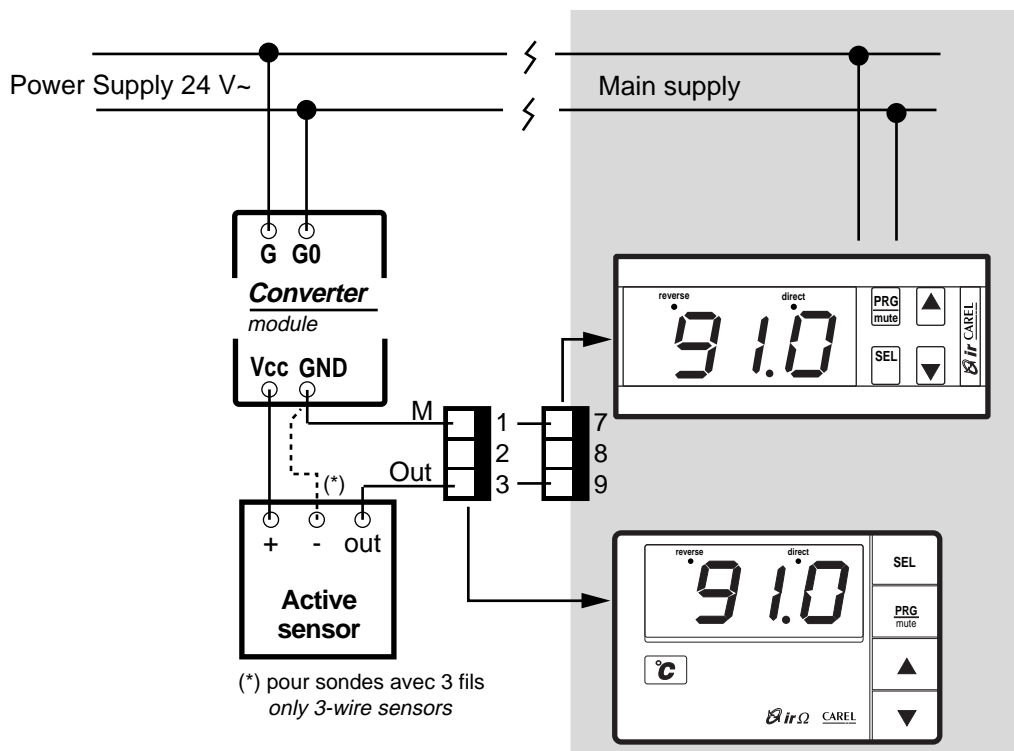 Power Supply 24 V~
Main supply
G G0
Converter
module
Vcc GND
reverse
direct
91.0
PRG
mute
SEL
ir CAREL
M
1
2
3
7
8
9
Out
(*)
+ - out
Active
sensor
(*) pour sondes avec 3 fils
only 3-wire sensors
reverse
direct
91.0
SEL
PRG
mute
°C
ir Ω CAREL